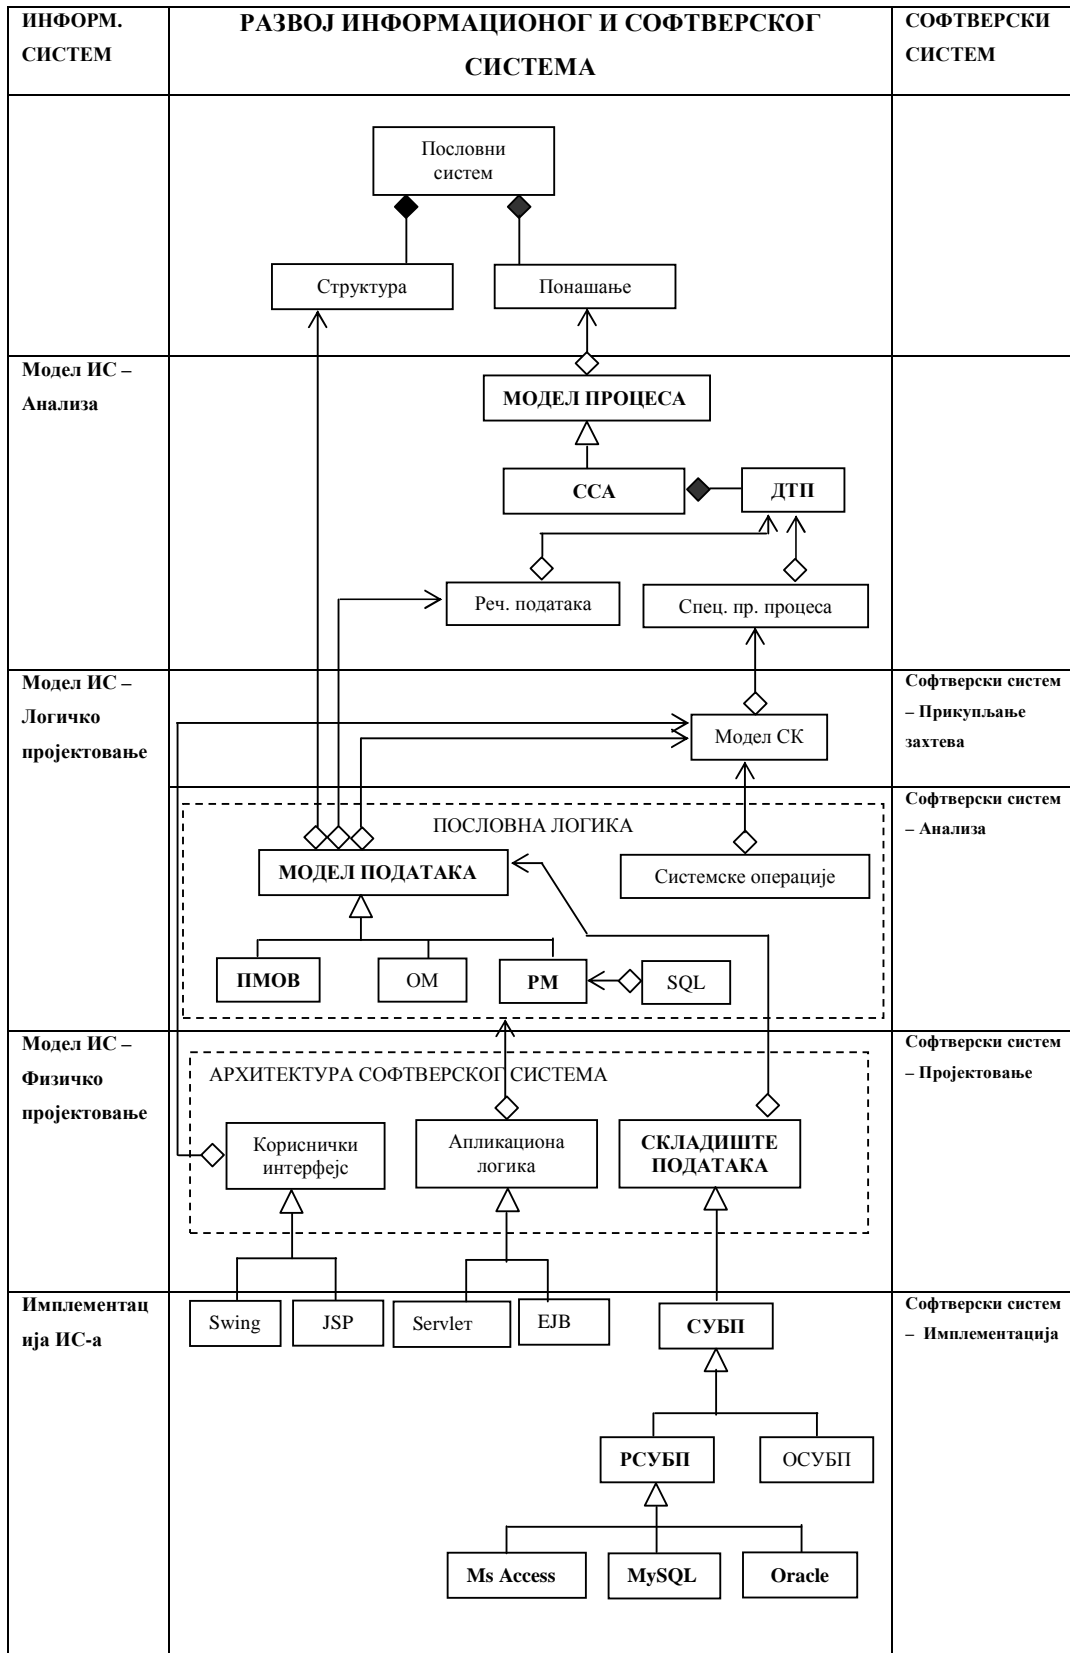 ИНФОРМ.
СИСТЕМ
РАЗВОЈ ИНФОРМАЦИОНОГ И СОФТВЕРСКОГ
СИСТЕМА
СОФТВЕРСКИ
СИСТЕМ
Пословни
систем
Структура
Понашање
Модел ИС –
Анализа
МОДЕЛ ПРОЦЕСА
ССА
ДТП
Реч. података
Спец. пр. процеса
Модел ИС –
Логичко
пројектовање
Софтверски систем
– Прикупљање
захтева
Модел СК
Софтверски систем
– Анализа
ПОСЛОВНА ЛОГИКА
МОДЕЛ ПОДАТАКА
Системске операције
ПМОВ
ОМ
РМ
SQL
Модел ИС –
Физичко
пројектовање
Софтверски систем
– Пројектовање
АРХИТЕКТУРА СОФТВЕРСКОГ СИСТЕМА
Кориснички
интерфејс
Апликациона
логика
СКЛАДИШТЕ
ПОДАТАКА
Имплементац
ија ИС-а
Софтверски систем
– Имплементација
Swing
JSP
Servlет
EJB
СУБП
РСУБП
ОСУБП
Ms Access
MySQL
Oracle